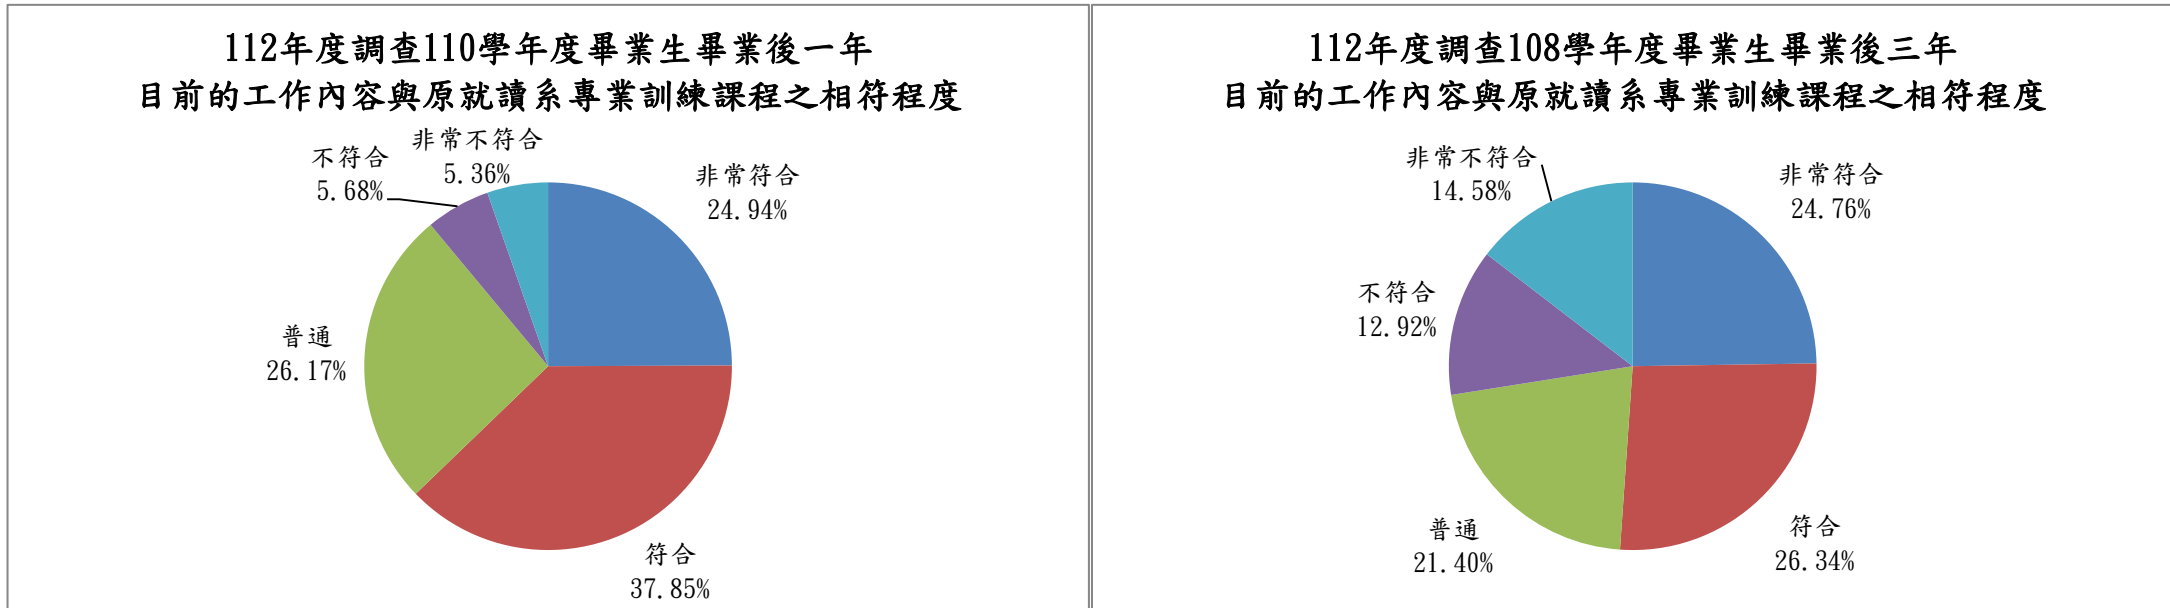 112年度調查110學年度畢業生畢業後一年
目前的工作內容與原就讀系專業訓練課程之相符程度
非常不符合
5.36%
不符合
5.68%
非常符合
24.94%
普通
26.17%
符合
37.85%
112年度調查108學年度畢業生畢業後三年
目前的工作內容與原就讀系專業訓練課程之相符程度
非常不符合
14.58%
非常符合
24.76%
不符合
12.92%
普通
21.40%
符合
26.34%